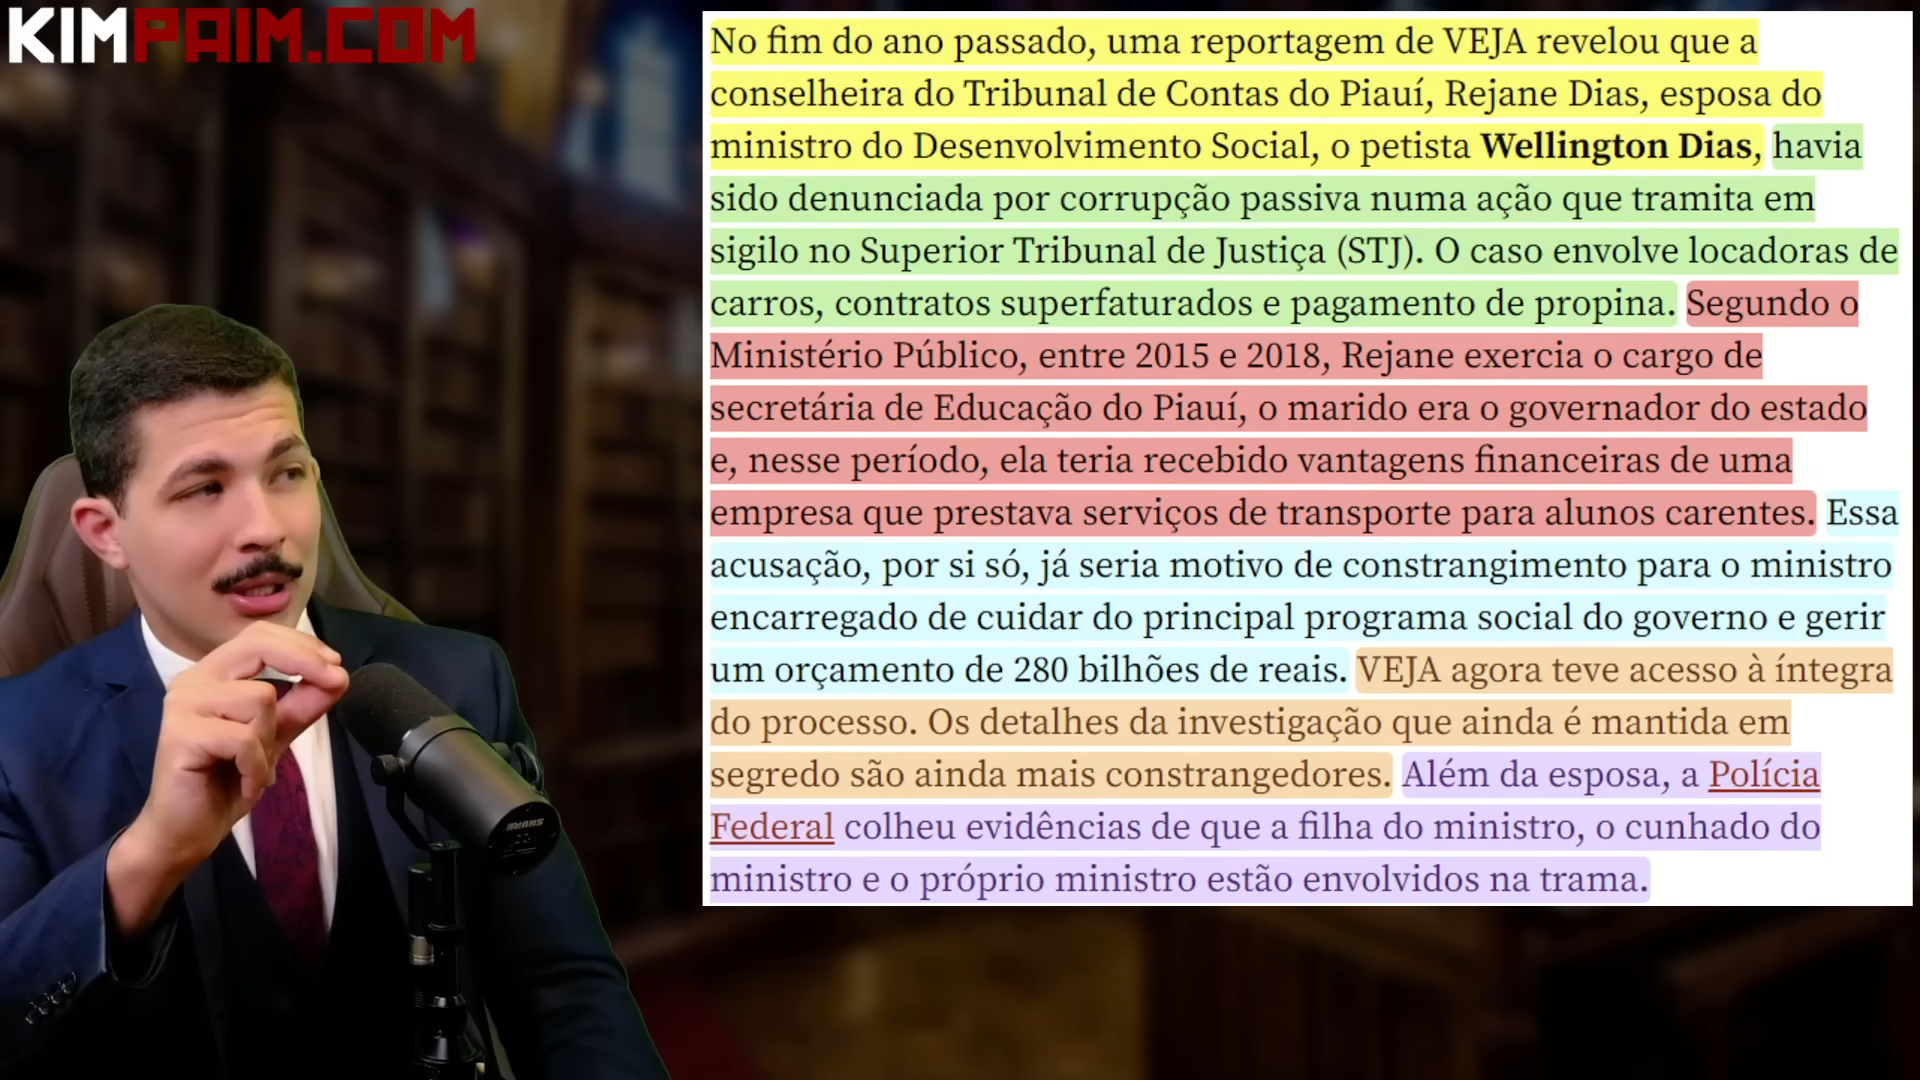 KIMPAIM.COM
No fim do ano passado, uma reportagem de VEJA revelou que a
conselheira do Tribunal de Contas do Piauí, Rejane Dias, esposa do
ministro do Desenvolvimento Social, o petista Wellington Dias, havia
sido denunciada por corrupção passiva numa ação que tramita em
sigilo no Superior Tribunal de Justiça (STJ). O caso envolve locadoras de
carros, contratos superfaturados e pagamento de propina. Segundo o
Ministério Público, entre 2015 e 2018, Rejane exercia o cargo de
secretária de Educação do Piauí, o marido era o governador do estado
e, nesse período, ela teria recebido vantagens financeiras de uma
empresa que prestava serviços de transporte para alunos carentes. Essa
acusação, por si só, já seria motivo de constrangimento para o ministro
encarregado de cuidar do principal programa social do governo e gerir
um orçamento de 280 bilhões de reais. VEJA agora teve acesso à íntegra
do processo. Os detalhes da investigação que ainda é mantida em
segredo são ainda mais constrangedores. Além da esposa, a Polícia
Federal colheu evidências de que a filha do ministro, o cunhado do
ministro e o próprio ministro estão envolvidos na trama.
SHURE